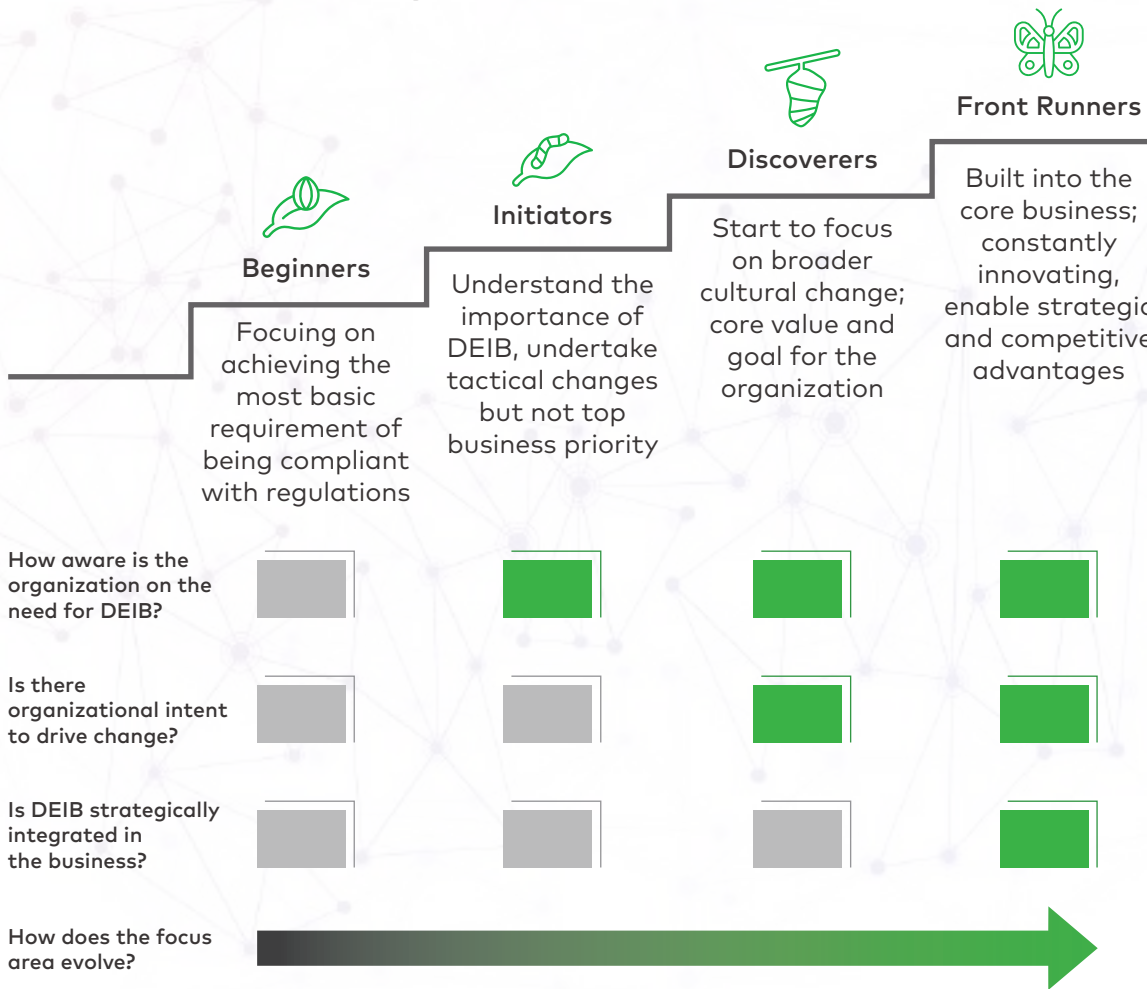 Beginners
Focusing on
achieving the
most basic
requirement of
being compliant
with regulations
Initiators
Understand the
importance of
DEIB, undertake
tactical changes
but not top
business priority
Discoverers
Start to focus
on broader
cultural change;
core value and
goal for the
organization
Front Runners
Built into the
core business;
constantly
innovating,
enable strategic
and competitive
advantages
How aware is the
organization on the
need for DEIB?
Is there
organizational intent
to drive change?
Is DEIB strategically
integrated in
the business?
How does the focus
area evolve?